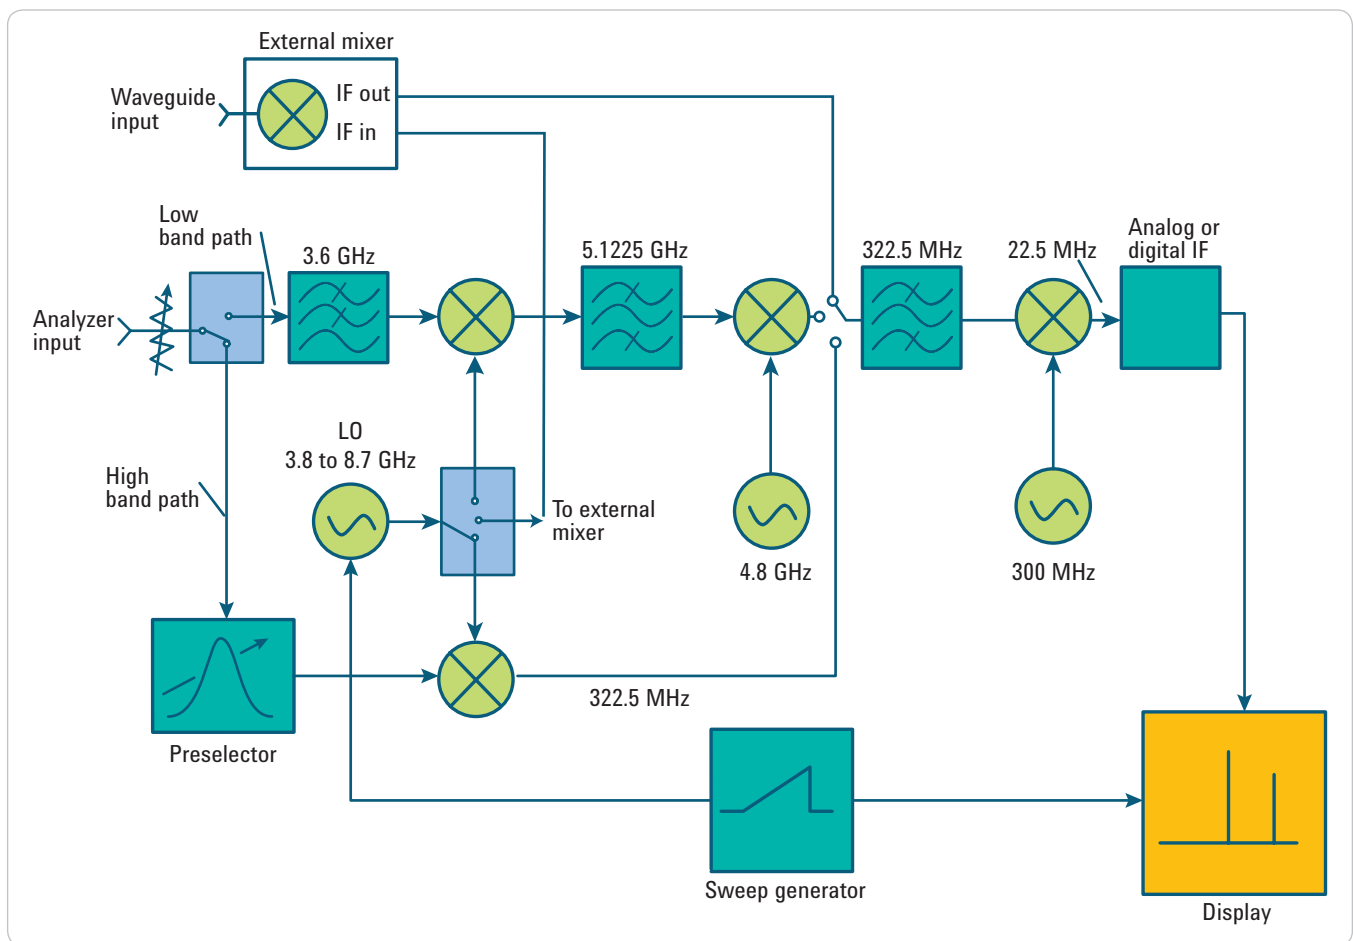 External mixer
Waveguide
input
IF out
IF in
Low
band path
3.6 GHz
5.1225 GHz
322.5 MHz
22.5 MHz
Analog or
digital IF
Analyzer
input
LO
3.8 to 8.7 GHz
High
band path
To external
mixer
4.8 GHz
300 MHz
322.5 MHz
Preselector
Sweep generator
Display